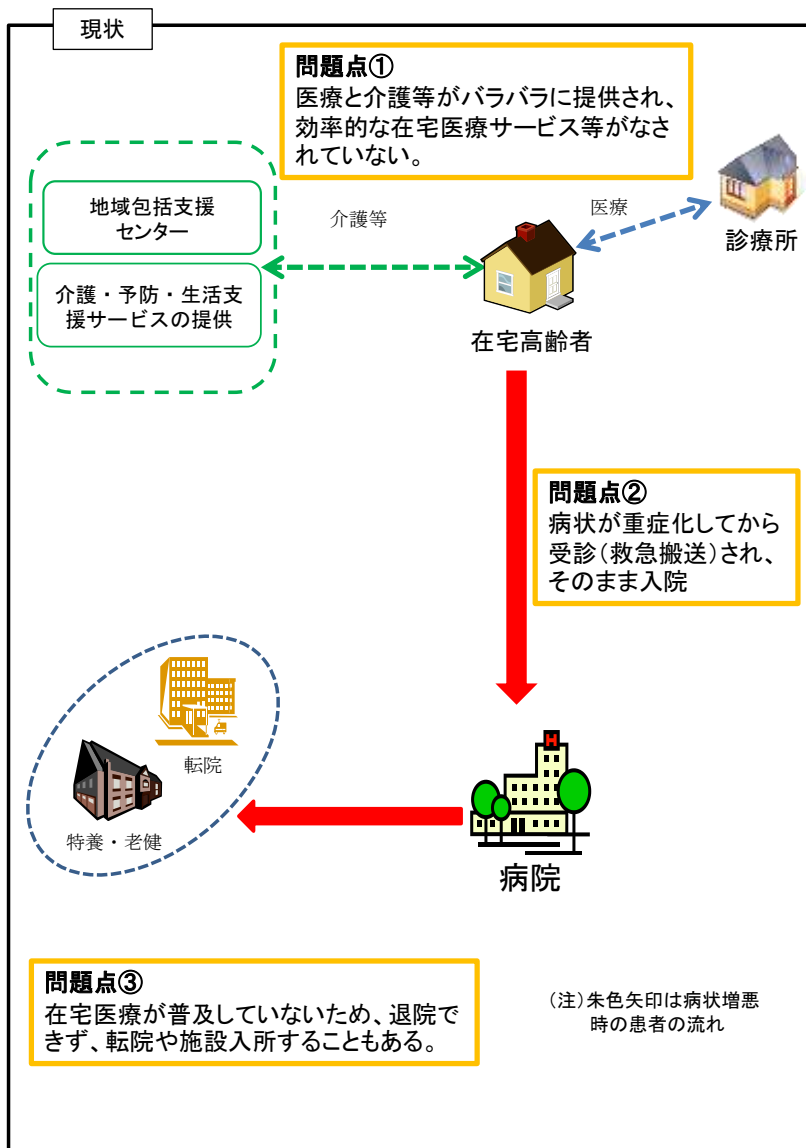 現状
問題点①
医療と介護等がバラバラに提供され、
効率的な在宅医療サービス等がなさ
れていない。
地域包括支援
センター
介護・予防・生活支
援サービスの提供
介護等
医療
診療所
在宅高齢者
問題点②
病状が重症化してから
受診(救急搬送)され、
そのまま入院
転院
特養・老健
H
病院
問題点③
在宅医療が普及していないため、退院で
きず、転院や施設入所することもある。
(注)朱色矢印は病状増悪
時の患者の流れ